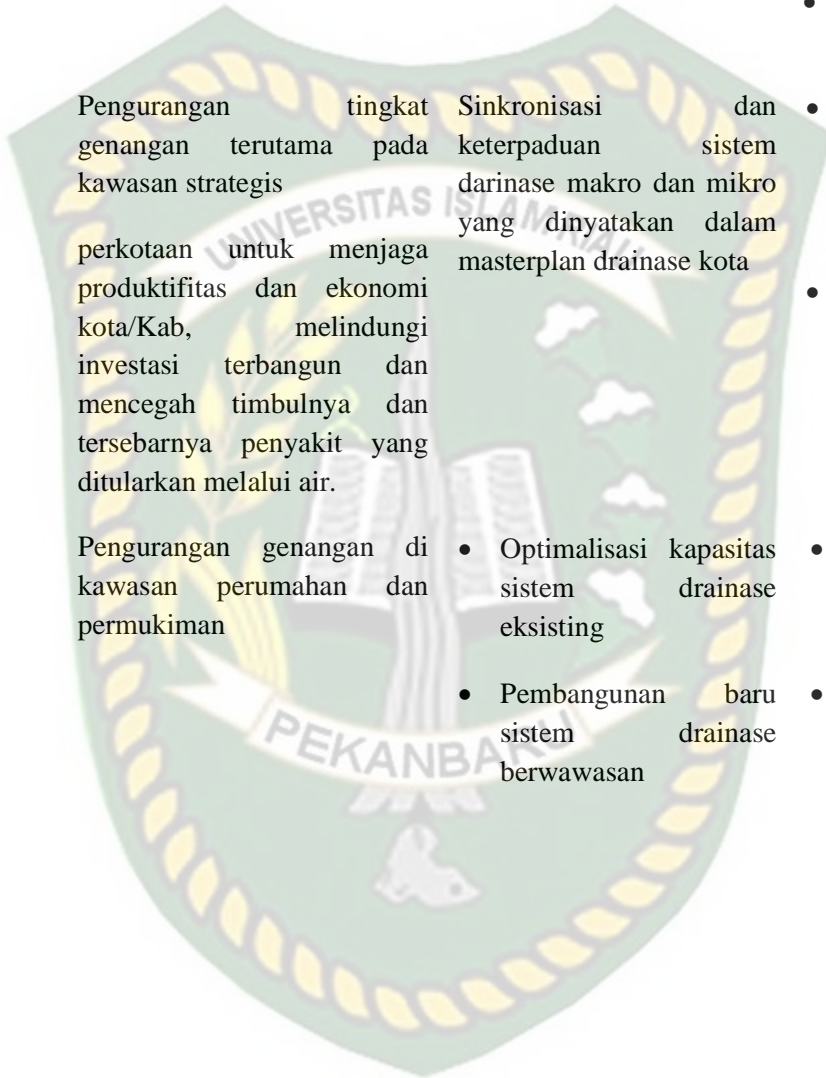 Pengurangan tingkat
genangan terutama pada
kawasan strategis
perkotaan untuk menjaga
produktifitas dan ekonomi
kota/Kab, melindungi
investasi terbangun dan
mencegah timbulnya dan
tersebarnya penyakit yang
ditularkan melalui air.
Pengurangan genangan di
kawasan perumahan dan
permukiman
Sinkronisasi dan
keterpaduan sistem
darinase makro dan mikro
yang dinyatakan dalam
masterplan drainase kota
• Optimalisasi kapasitas
sistem drainase
eksisting
• Pembangunan baru
sistem drainase
berwawasan
•
•
•
•
•
UNIVERSITAS ISLAM RIAU
PEKANBARU